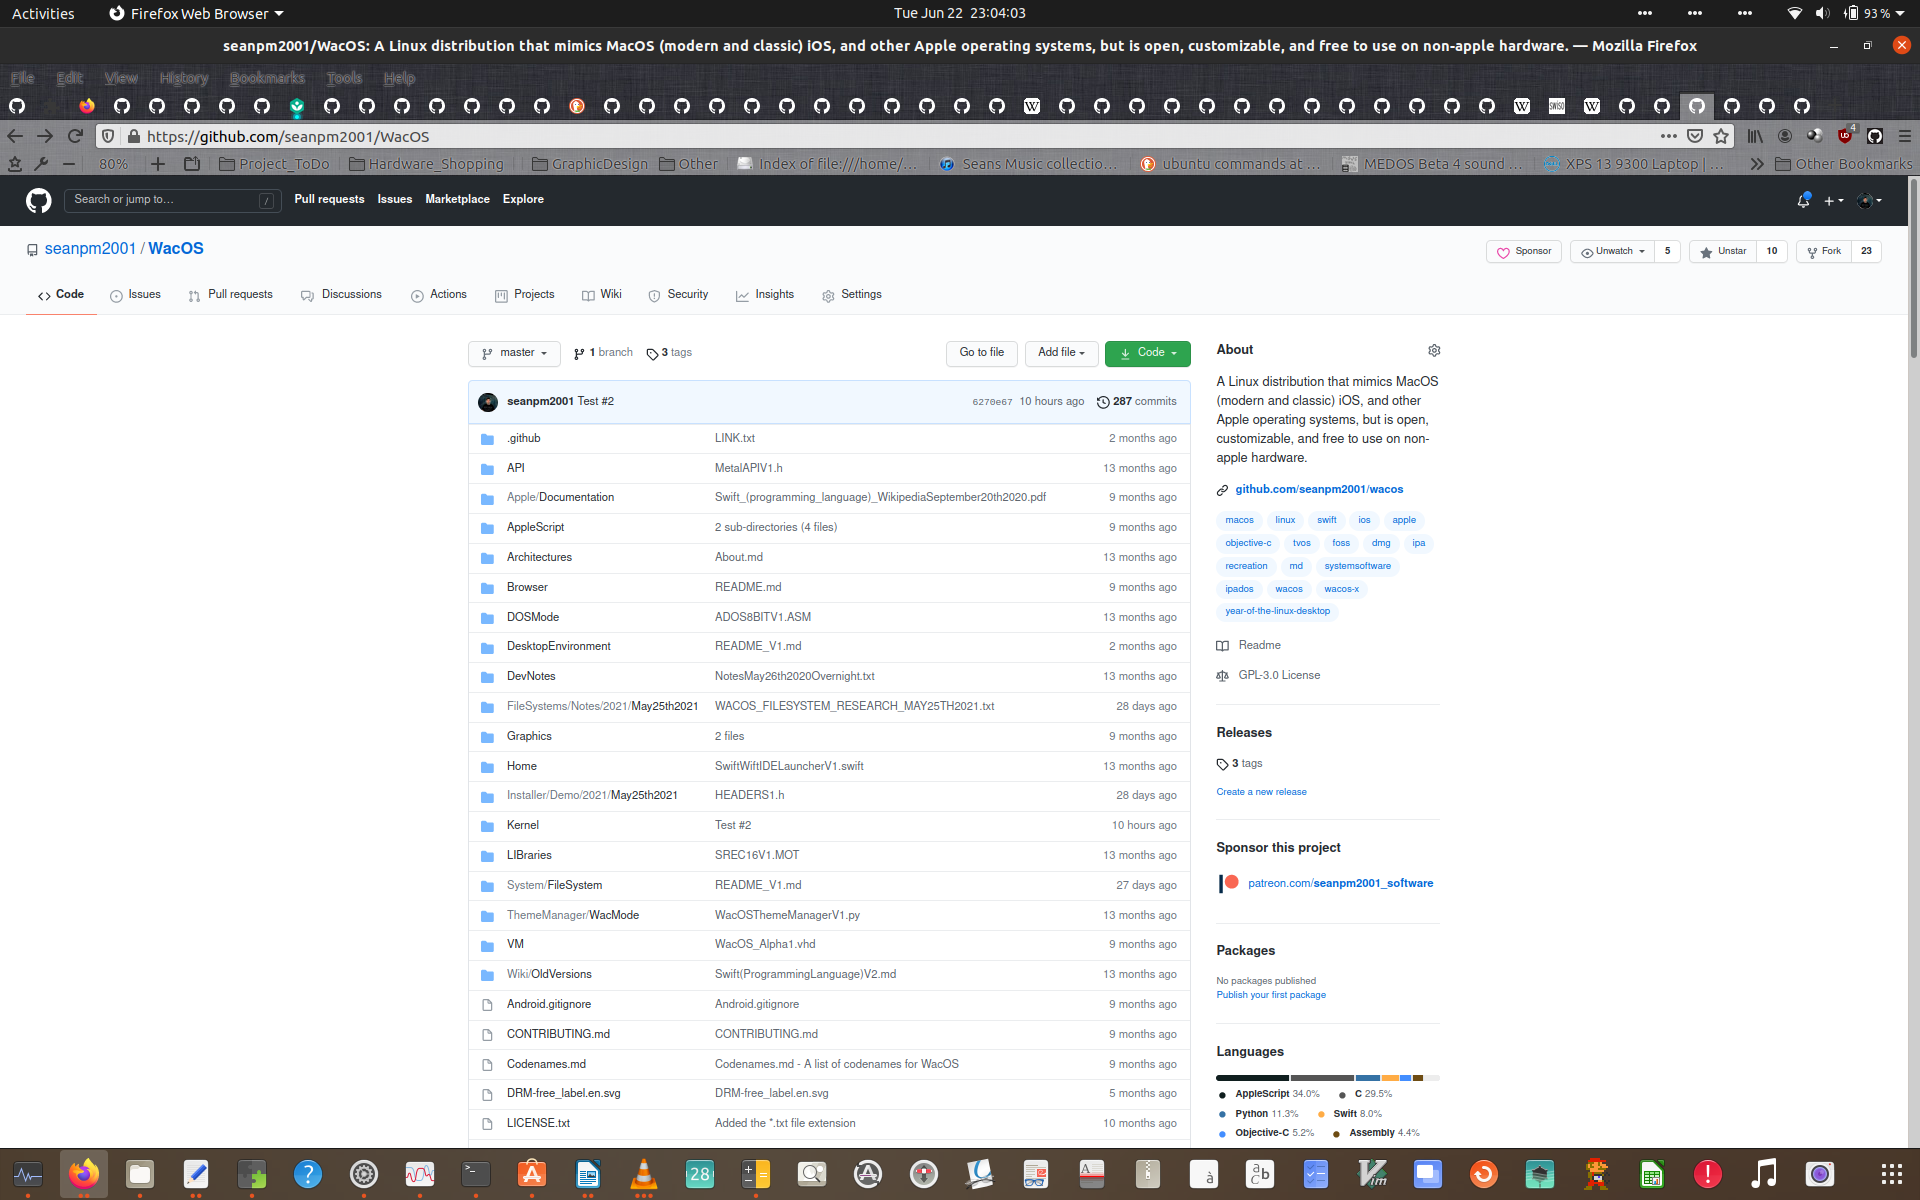 Activities
Firefox Web Browser
Tue Jun 22 23:04:03
93 %
seanpm2001/WacOS: A Linux distribution that mimics MacOS (modern and classic) iOS, and other Apple operating systems, but is open, customizable, and free to use on non-apple hardware. — Mozilla Firefox
File Edit View History Bookmarks Tools Help
https://github.com/seanpm2001/WacOS
4
80%
Project_ToDo
Hardware_Shopping
GraphicDesign
Other
Index of file:///home/...
Seans Music collectio...
ubuntu commands at ...
MEDOS Beta 4 sound ...
XPS 13 9300 Laptop | ...
Other Bookmarks
Search or jump to...
/
Pull requests Issues Marketplace Explore
seanpm2001 / WacOS
Sponsor
Unwatch 5
Unstar 10
Fork 23
Code
Issues
Pull requests
Discussions
Actions
Projects
Wiki
Security
Insights
Settings
master
1 branch
3 tags
Go to file
Add file
Code
seanpm2001 Test #2 6270e67 10 hours ago 287 commits
.github LINK.txt 2 months ago
API MetalAPIV1.h 13 months ago
Apple/Documentation Swift_(programming_language)_WikipediaSeptember20th2020.pdf 9 months ago
AppleScript 2 sub-directories (4 files) 9 months ago
Architectures About.md 13 months ago
Browser README.md 9 months ago
DOSMode ADOS8BITV1.ASM 13 months ago
DesktopEnvironment README_V1.md 2 months ago
DevNotes NotesMay26th2020Overnight.txt 13 months ago
FileSystems/Notes/2021/May25th2021 WACOS_FILESYSTEM_RESEARCH_MAY25TH2021.txt 28 days ago
Graphics 2 files 9 months ago
Home SwiftWiftIDELauncherV1.swift 13 months ago
Installer/Demo/2021/May25th2021 HEADERS1.h 28 days ago
Kernel Test #2 10 hours ago
LIBraries SREC16V1.MOT 13 months ago
System/FileSystem README_V1.md 27 days ago
ThemeManager/WacMode WacOSThemeManagerV1.py 13 months ago
VM WacOS_Alpha1.vhd 9 months ago
Wiki/OldVersions Swift(ProgrammingLanguage)V2.md 13 months ago
Android.gitignore Android.gitignore 9 months ago
CONTRIBUTING.md CONTRIBUTING.md 9 months ago
Codenames.md Codenames.md - A list of codenames for WacOS 9 months ago
DRM-free_label.en.svg DRM-free_label.en.svg 5 months ago
LICENSE.txt Added the *.txt file extension 10 months ago
About
A Linux distribution that mimics MacOS
(modern and classic) iOS, and other
Apple operating systems, but is open,
customizable, and free to use on non-
apple hardware.
github.com/seanpm2001/wacos
macos linux swift ios apple
objective-c tvos foss dmg ipa
recreation md systemsoftware
ipados wacos wacos-x
year-of-the-linux-desktop
Readme
GPL-3.0 License
Releases
3 tags
Create a new release
Sponsor this project
patreon.com/seanpm2001_software
Packages
No packages published
Publish your first package
Languages
AppleScript 34.0% C 29.5%
Python 11.3% Swift 8.0%
Objective-C 5.2% Assembly 4.4%
28